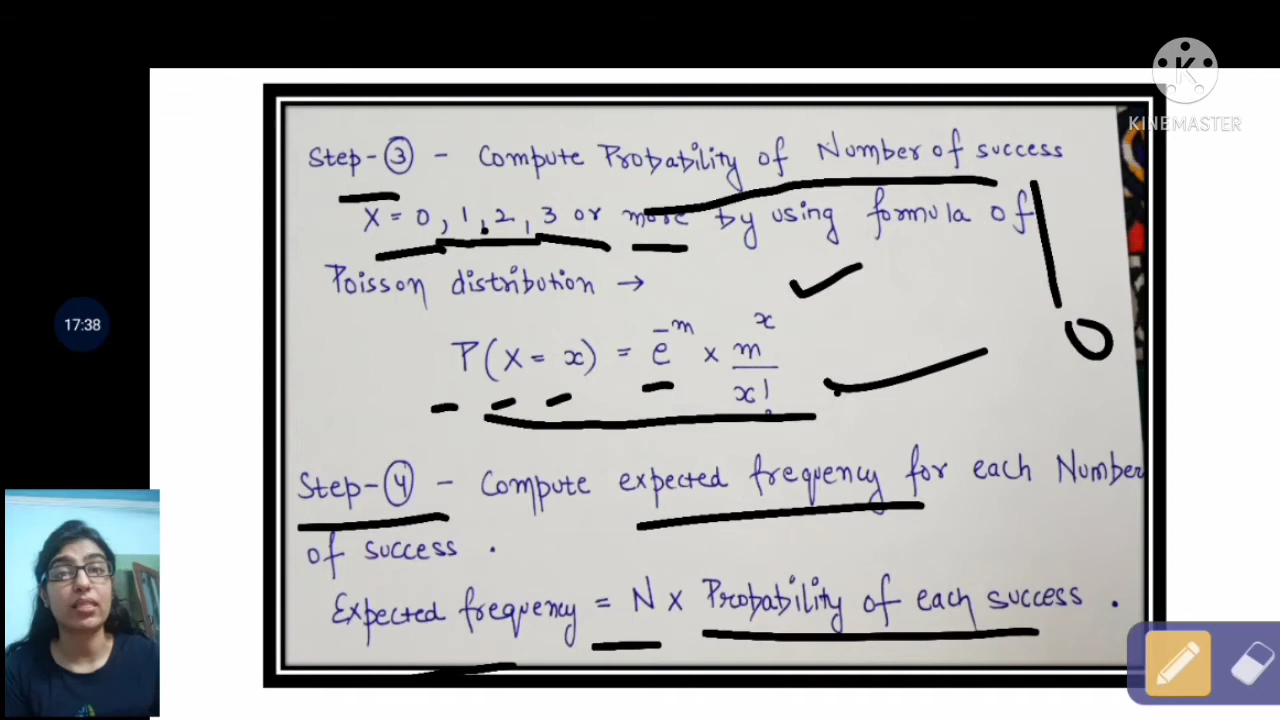 KINEMASTER
Step-③ - Compute Probability of Number of success
X = 0, 1, 2, 3 or more by using formula of
Poisson distribution →
P(X = x) = e^-m × m^x / x!
17:38
Step-④ - Compute expected frequency for each Number
of success.
Expected frequency = N × Probability of each success.